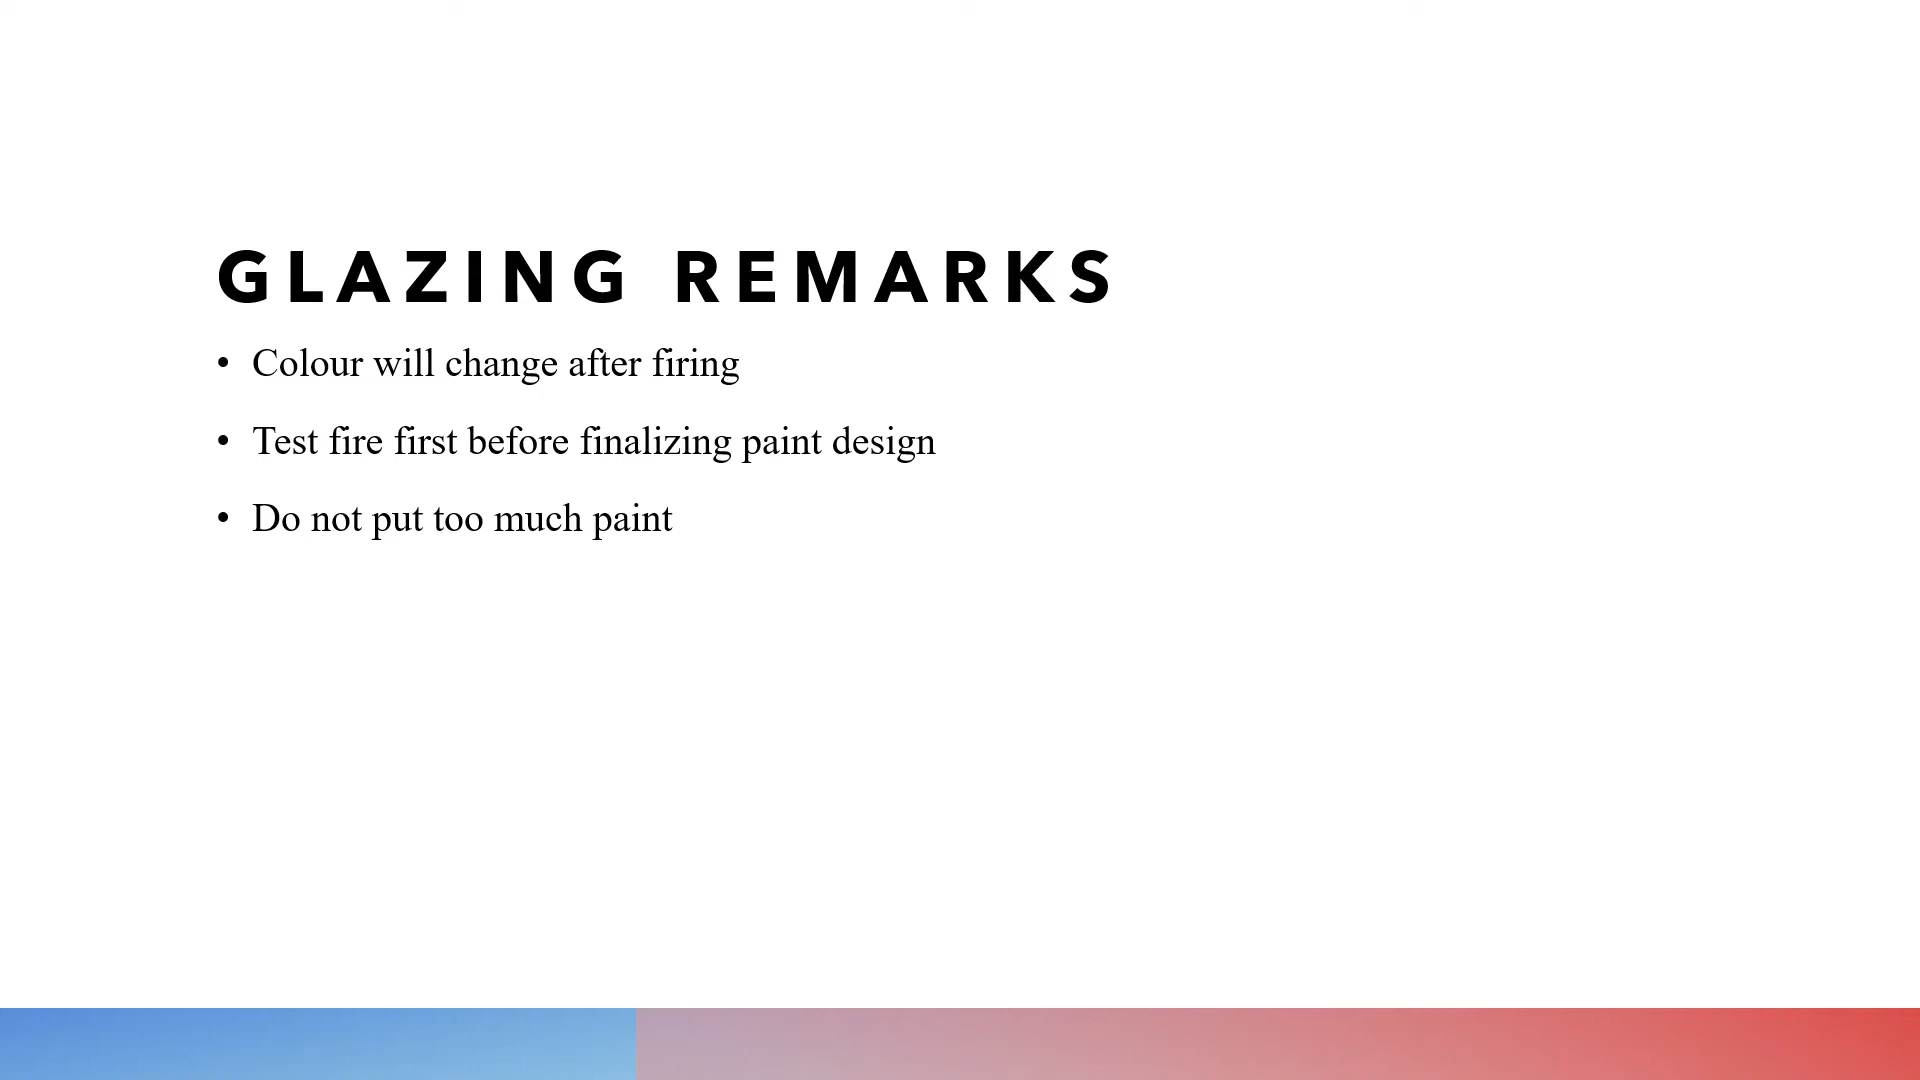 GLAZING REMARKS
• Colour will change after firing
• Test fire first before finalizing paint design
• Do not put too much paint